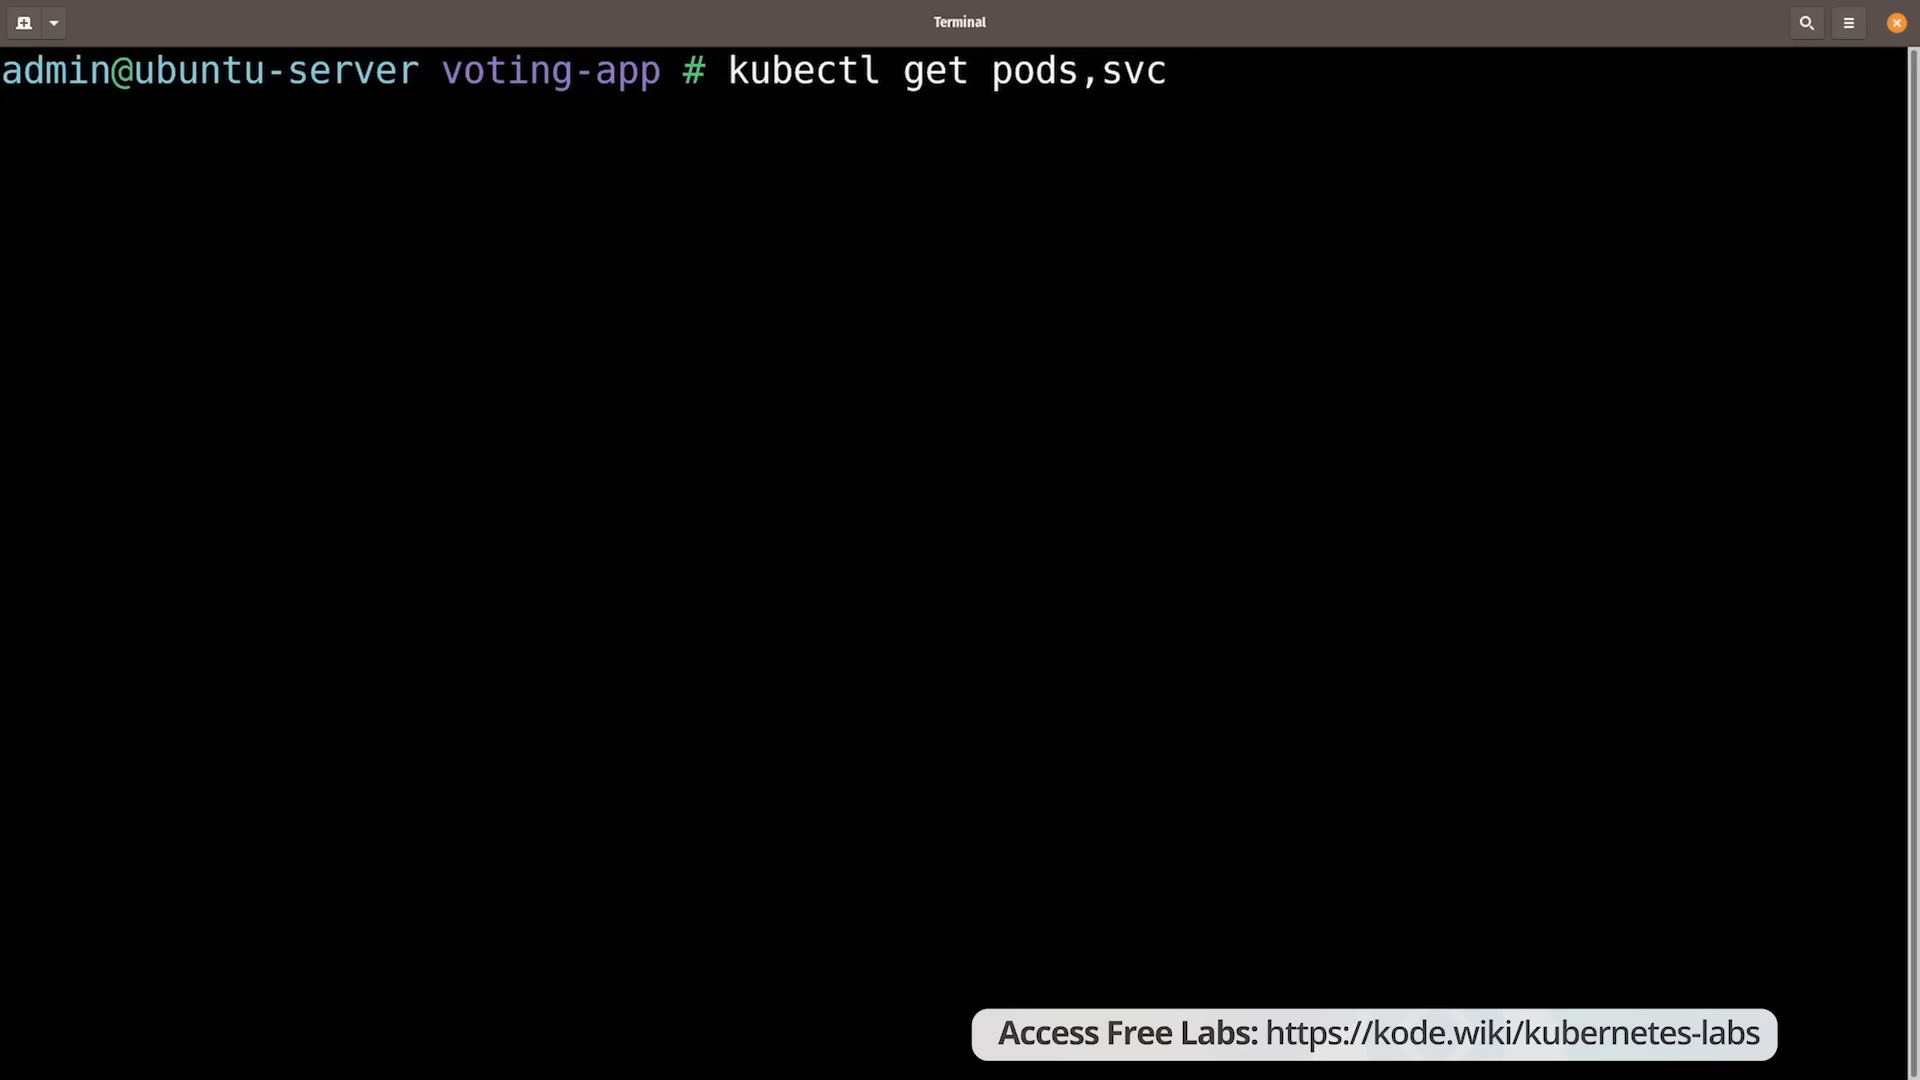 Terminal
admin@ubuntu-server voting-app # kubectl get pods,svc
Access Free Labs: https://kode.wiki/kubernetes-labs